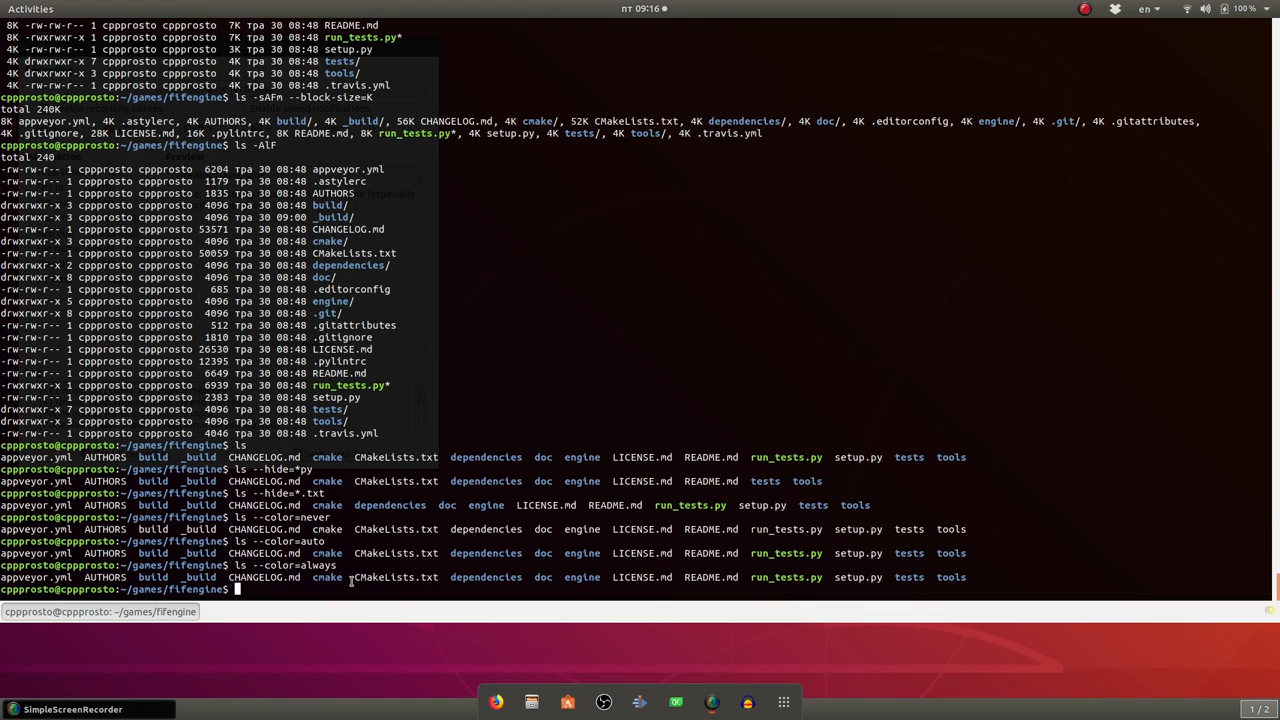 Activities
пт 09:16
en
100 %
8K -rw-rw-r-- 1 cppprosto  7K тра 30 08:48 README.md
8K -rwxrwxr-x 1 cppprosto  7K тра 30 08:48 run_tests.py*
4K -rw-rw-r-- 1 cppprosto  3K тра 30 08:48 setup.py
4K drwxrwxr-x 7 cppprosto  4K тра 30 08:48 tests/
4K drwxrwxr-x 3 cppprosto  4K тра 30 08:48 tools/
4K -rw-rw-r-- 1 cppprosto  4K тра 30 08:48 .travis.yml
cppprosto@cppprosto:~/games/fifengine$ ls -sAFm --block-size=K
total 240K
8K appveyor.yml, 4K .astylerc, 4K AUTHORS, 4K build/, 4K _build/, 56K CHANGELOG.md, 4K cmake/, 52K CMakeLists.txt, 4K dependencies/, 4K doc/, 4K .editorconfig, 4K engine/, 4K .git/, 4K .gitattributes,
4K .gitignore, 28K LICENSE.md, 16K .pylintrc, 8K README.md, 8K run_tests.py*, 4K setup.py, 4K tests/, 4K tools/, 4K .travis.yml
cppprosto@cppprosto:~/games/fifengine$ ls -AlF
total 240
-rw-rw-r-- 1 cppprosto cppprosto  6204 тра 30 08:48 appveyor.yml
-rw-rw-r-- 1 cppprosto cppprosto  1179 тра 30 08:48 .astylerc
-rw-rw-r-- 1 cppprosto cppprosto  1835 тра 30 08:48 AUTHORS
drwxrwxr-x 3 cppprosto cppprosto  4096 тра 30 08:48 build/
drwxrwxr-x 3 cppprosto cppprosto  4096 тра 30 09:00 _build/
-rw-rw-r-- 1 cppprosto cppprosto 53571 тра 30 08:48 CHANGELOG.md
drwxrwxr-x 3 cppprosto cppprosto  4096 тра 30 08:48 cmake/
-rw-rw-r-- 1 cppprosto cppprosto 50059 тра 30 08:48 CMakeLists.txt
drwxrwxr-x 2 cppprosto cppprosto  4096 тра 30 08:48 dependencies/
drwxrwxr-x 8 cppprosto cppprosto  4096 тра 30 08:48 doc/
-rw-rw-r-- 1 cppprosto cppprosto   685 тра 30 08:48 .editorconfig
drwxrwxr-x 5 cppprosto cppprosto  4096 тра 30 08:48 engine/
drwxrwxr-x 8 cppprosto cppprosto  4096 тра 30 08:48 .git/
-rw-rw-r-- 1 cppprosto cppprosto   512 тра 30 08:48 .gitattributes
-rw-rw-r-- 1 cppprosto cppprosto  1810 тра 30 08:48 .gitignore
-rw-rw-r-- 1 cppprosto cppprosto 26530 тра 30 08:48 LICENSE.md
-rw-rw-r-- 1 cppprosto cppprosto 12395 тра 30 08:48 .pylintrc
-rw-rw-r-- 1 cppprosto cppprosto  6649 тра 30 08:48 README.md
-rwxrwxr-x 1 cppprosto cppprosto  6939 тра 30 08:48 run_tests.py*
-rw-rw-r-- 1 cppprosto cppprosto  2383 тра 30 08:48 setup.py
drwxrwxr-x 7 cppprosto cppprosto  4096 тра 30 08:48 tests/
drwxrwxr-x 3 cppprosto cppprosto  4096 тра 30 08:48 tools/
-rw-rw-r-- 1 cppprosto cppprosto  4046 тра 30 08:48 .travis.yml
cppprosto@cppprosto:~/games/fifengine$ ls
appveyor.yml  AUTHORS  build  _build  CHANGELOG.md  cmake  CMakeLists.txt  dependencies  doc  engine  LICENSE.md  README.md  run_tests.py  setup.py  tests  tools
cppprosto@cppprosto:~/games/fifengine$ ls --hide=*py
appveyor.yml  AUTHORS  build  _build  CHANGELOG.md  cmake  CMakeLists.txt  dependencies  doc  engine  LICENSE.md  README.md  tests  tools
cppprosto@cppprosto:~/games/fifengine$ ls --hide=*.txt
appveyor.yml  AUTHORS  build  _build  CHANGELOG.md  cmake  dependencies  doc  engine  LICENSE.md  README.md  run_tests.py  setup.py  tests  tools
cppprosto@cppprosto:~/games/fifengine$ ls --color=never
appveyor.yml  AUTHORS  build  _build  CHANGELOG.md  cmake  CMakeLists.txt  dependencies  doc  engine  LICENSE.md  README.md  run_tests.py  setup.py  tests  tools
cppprosto@cppprosto:~/games/fifengine$ ls --color=auto
appveyor.yml  AUTHORS  build  _build  CHANGELOG.md  cmake  CMakeLists.txt  dependencies  doc  engine  LICENSE.md  README.md  run_tests.py  setup.py  tests  tools
cppprosto@cppprosto:~/games/fifengine$ ls --color=always
appveyor.yml  AUTHORS  build  _build  CHANGELOG.md  cmake  CMakeLists.txt  dependencies  doc  engine  LICENSE.md  README.md  run_tests.py  setup.py  tests  tools
cppprosto@cppprosto:~/games/fifengine$
cppprosto@cppprosto: ~/games/fifengine
SimpleScreenRecorder
1 / 2